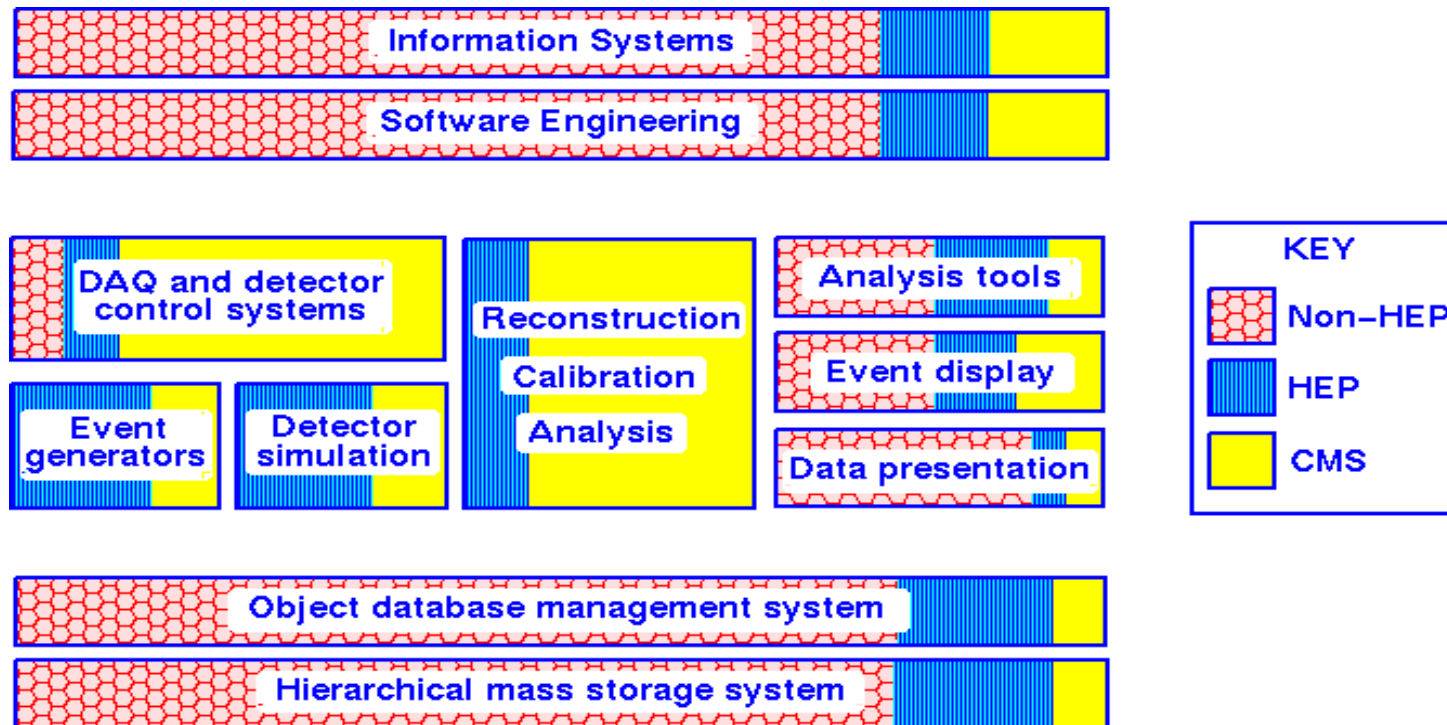 Information Systems
Software Engineering
DAQ and detector
control systems
Event
generators
Detector
simulation
Reconstruction
Calibration
Analysis
Analysis tools
Event display
Data presentation
KEY
Non-HEP
HEP
CMS
Object database management system
Hierarchical mass storage system